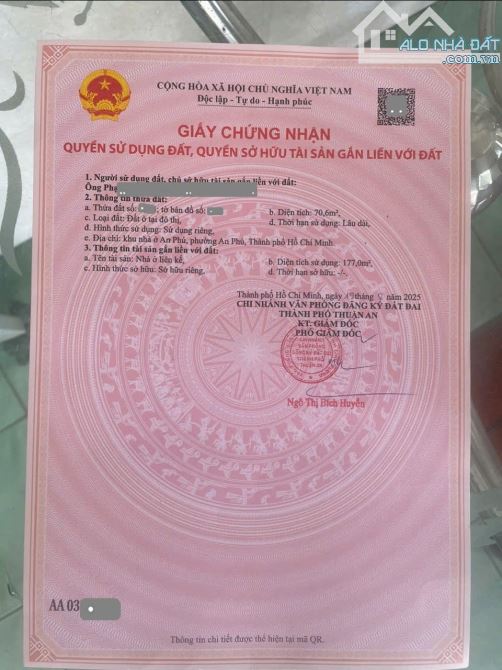 ALO NHÀ ĐẤT
.com.vn
CỘNG HÒA XÃ HỘI CHỦ NGHĨA VIỆT NAM
Độc lập - Tự do - Hạnh phúc
GIẤY CHỨNG NHẬN
QUYỀN SỬ DỤNG ĐẤT, QUYỀN SỞ HỮU TÀI SẢN GẮN LIỀN VỚI ĐẤT
1. Người sử dụng đất, chủ sở hữu tài sản gắn liền với đất:
Ông
2. Thông tin thửa đất:
a. Thửa đất số: ; tờ bản đồ số: b. Diện tích: 70,6m²,
c. Loại đất: Đất ở tại đô thị, d. Thời hạn sử dụng: Lâu dài,
đ. Hình thức sử dụng: Sử dụng riêng,
e. Địa chỉ: khu nhà ở An Phú, phường An Phú, Thành phố Hồ Chí Minh.
3. Thông tin tài sản gắn liền với đất:
a. Tên tài sản: Nhà ở liên kế, b. Diện tích sử dụng: 177,0m²,
c. Hình thức sở hữu: Sở hữu riêng, d. Thời hạn sở hữu: -/-.
Thành phố Hồ Chí Minh, ngày tháng năm 2025
CHI NHÁNH VĂN PHÒNG ĐĂNG KÝ ĐẤT ĐAI
THÀNH PHỐ THUẬN AN
KT. GIÁM ĐỐC
PHÓ GIÁM ĐỐC
Ngô Thị Bích Huyền
AA 03
Thông tin chi tiết được thể hiện tại mã QR.